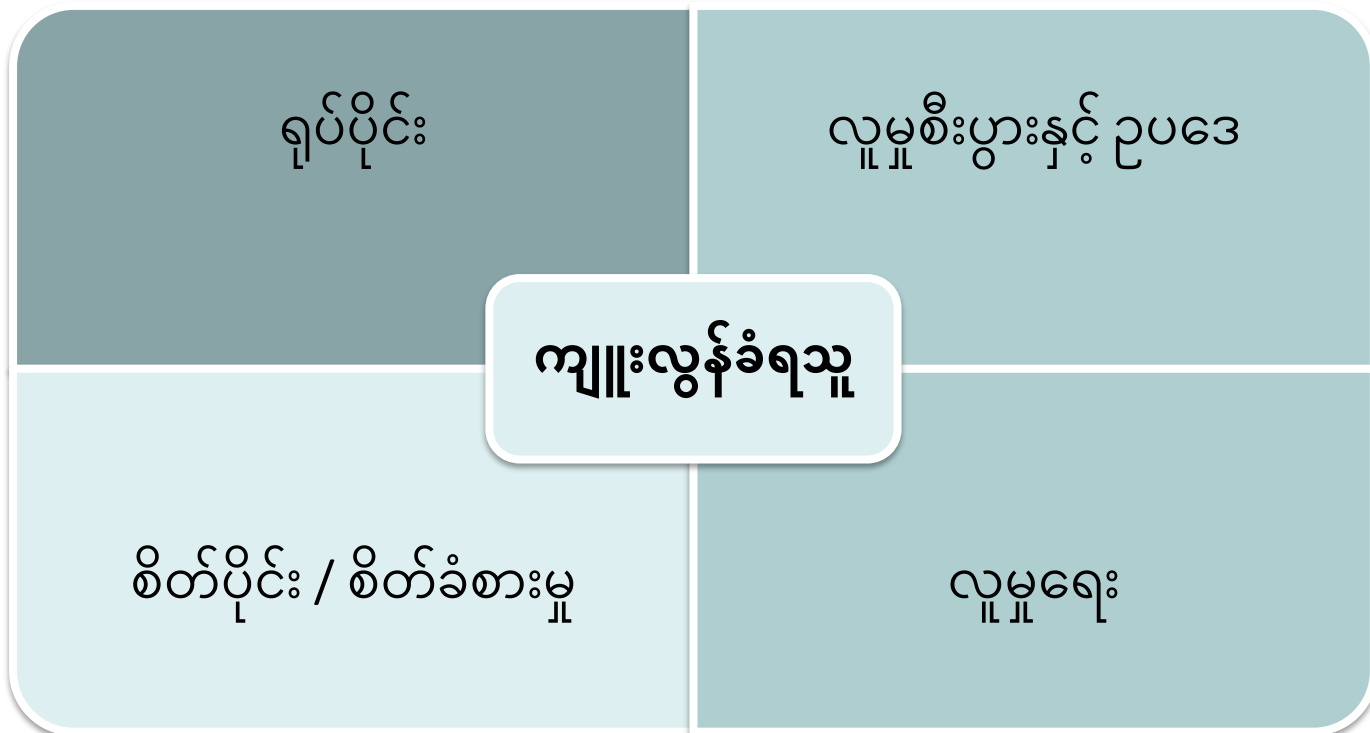 ရုပ်ပိုင်း
လူမှုစီးပွားနှင့် ဥပဒေ
ကျူးလွန်ခံရသူ
စိတ်ပိုင်း / စိတ်ခံစားမှု
လူမှုရေး